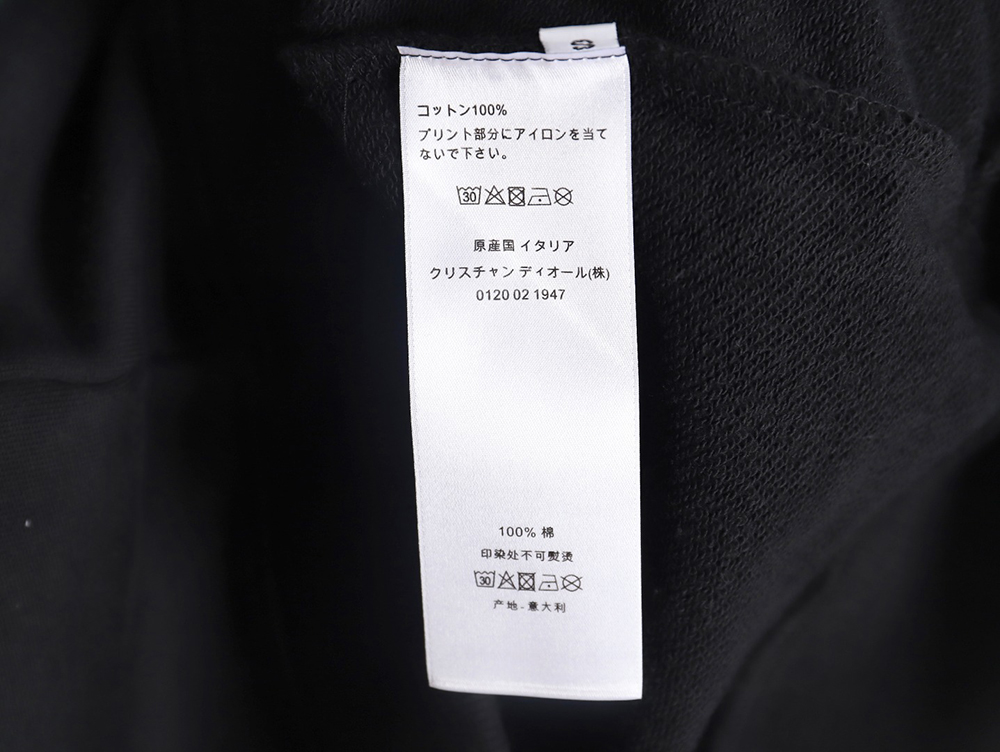 S
コットン100%
プリント部分にアイロンを当て
ないで下さい。
30
原産国 イタリア
クリスチャン ディオール(株)
0120 02 1947
100% 棉
印染处不可熨烫
30
产地-意大利